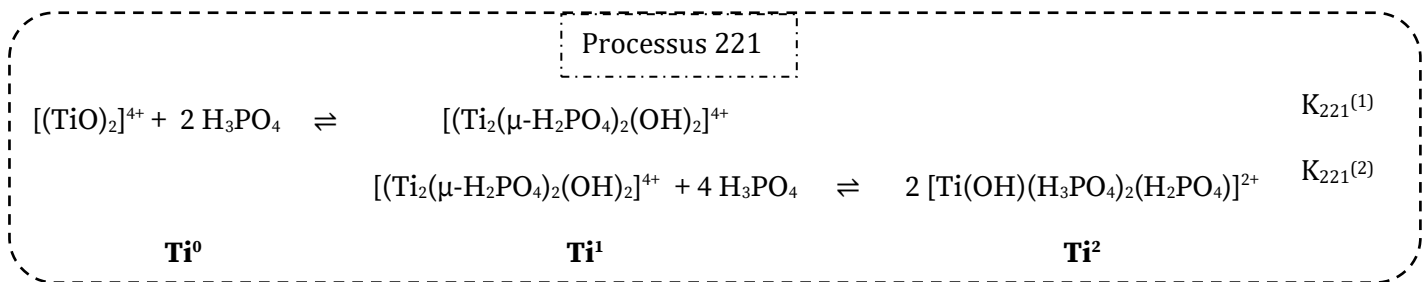 Processus 221
[(TiO)₂]⁴⁺ + 2 H₃PO₄ ⇌ [(Ti₂(μ-H₂PO₄)₂(OH)₂]⁴⁺ K₂₂₁⁽¹⁾
[(Ti₂(μ-H₂PO₄)₂(OH)₂]⁴⁺ + 4 H₃PO₄ ⇌ 2 [Ti(OH)(H₃PO₄)₂(H₂PO₄)]²⁺ K₂₂₁⁽²⁾
Ti⁰ Ti¹ Ti²